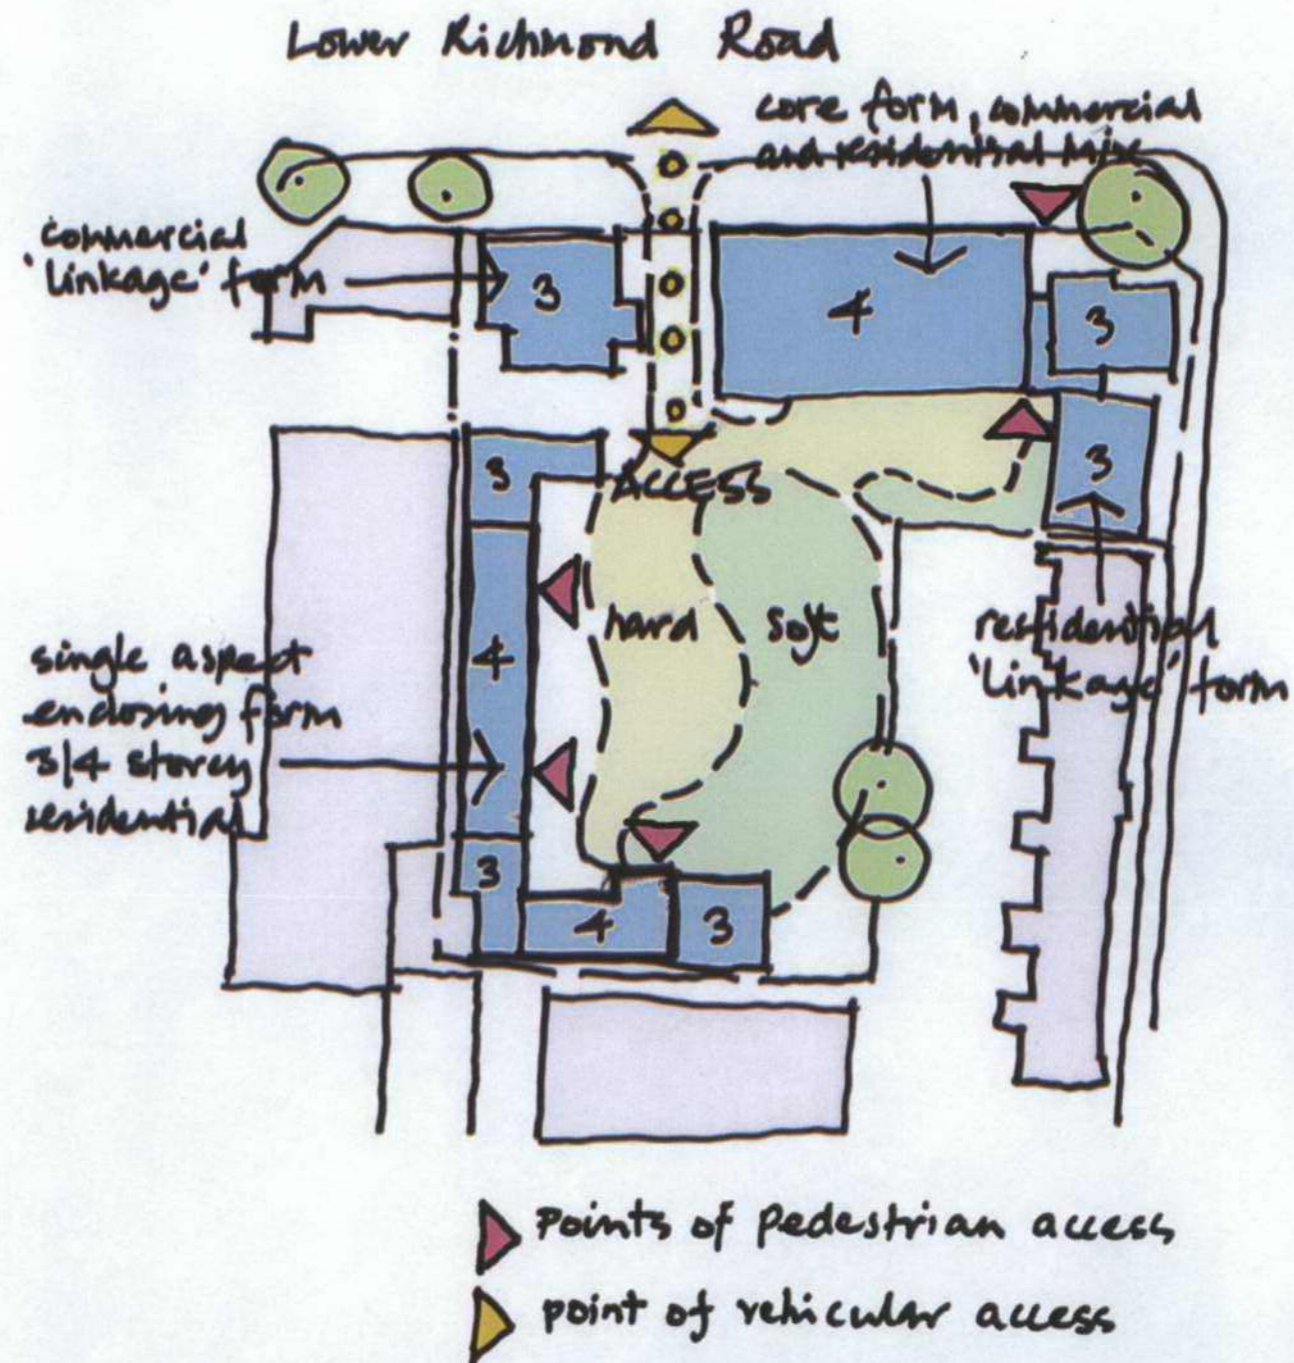 Lower Richmond Road
core form, commercial
and residential mix
commercial
'linkage' form
3
4
3
3
3
ACCESS
hard
soft
4
single aspect
enclosing form
3/4 storey
residential
residential
'linkage' form
3
4
3
Points of pedestrian access
point of vehicular access